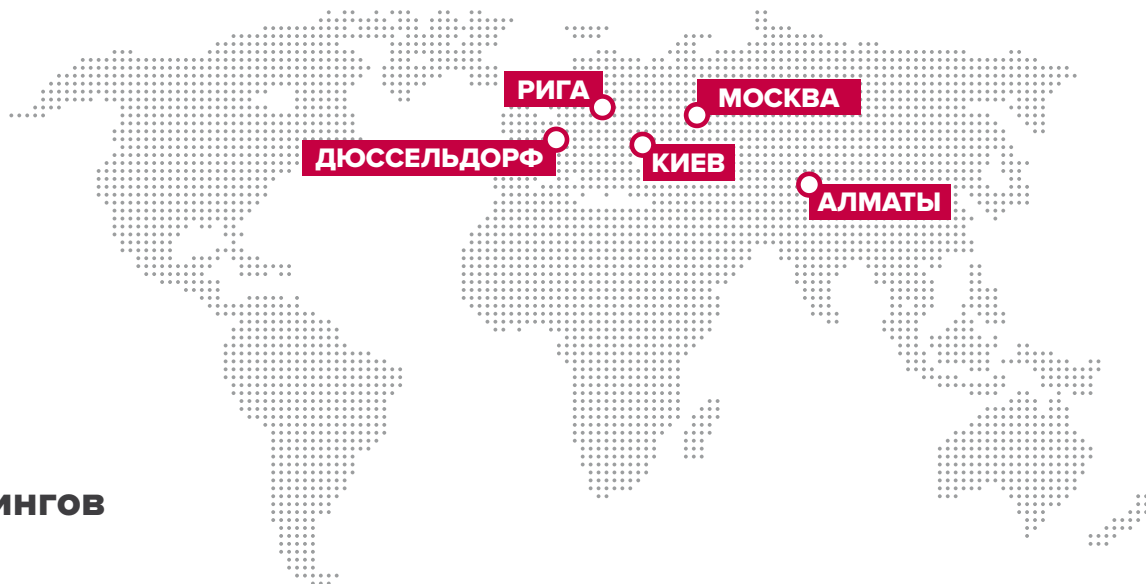 РИГА
МОСКВА
ДЮССЕЛЬДОРФ
КИЕВ
АЛМАТЫ
ИНГОВ